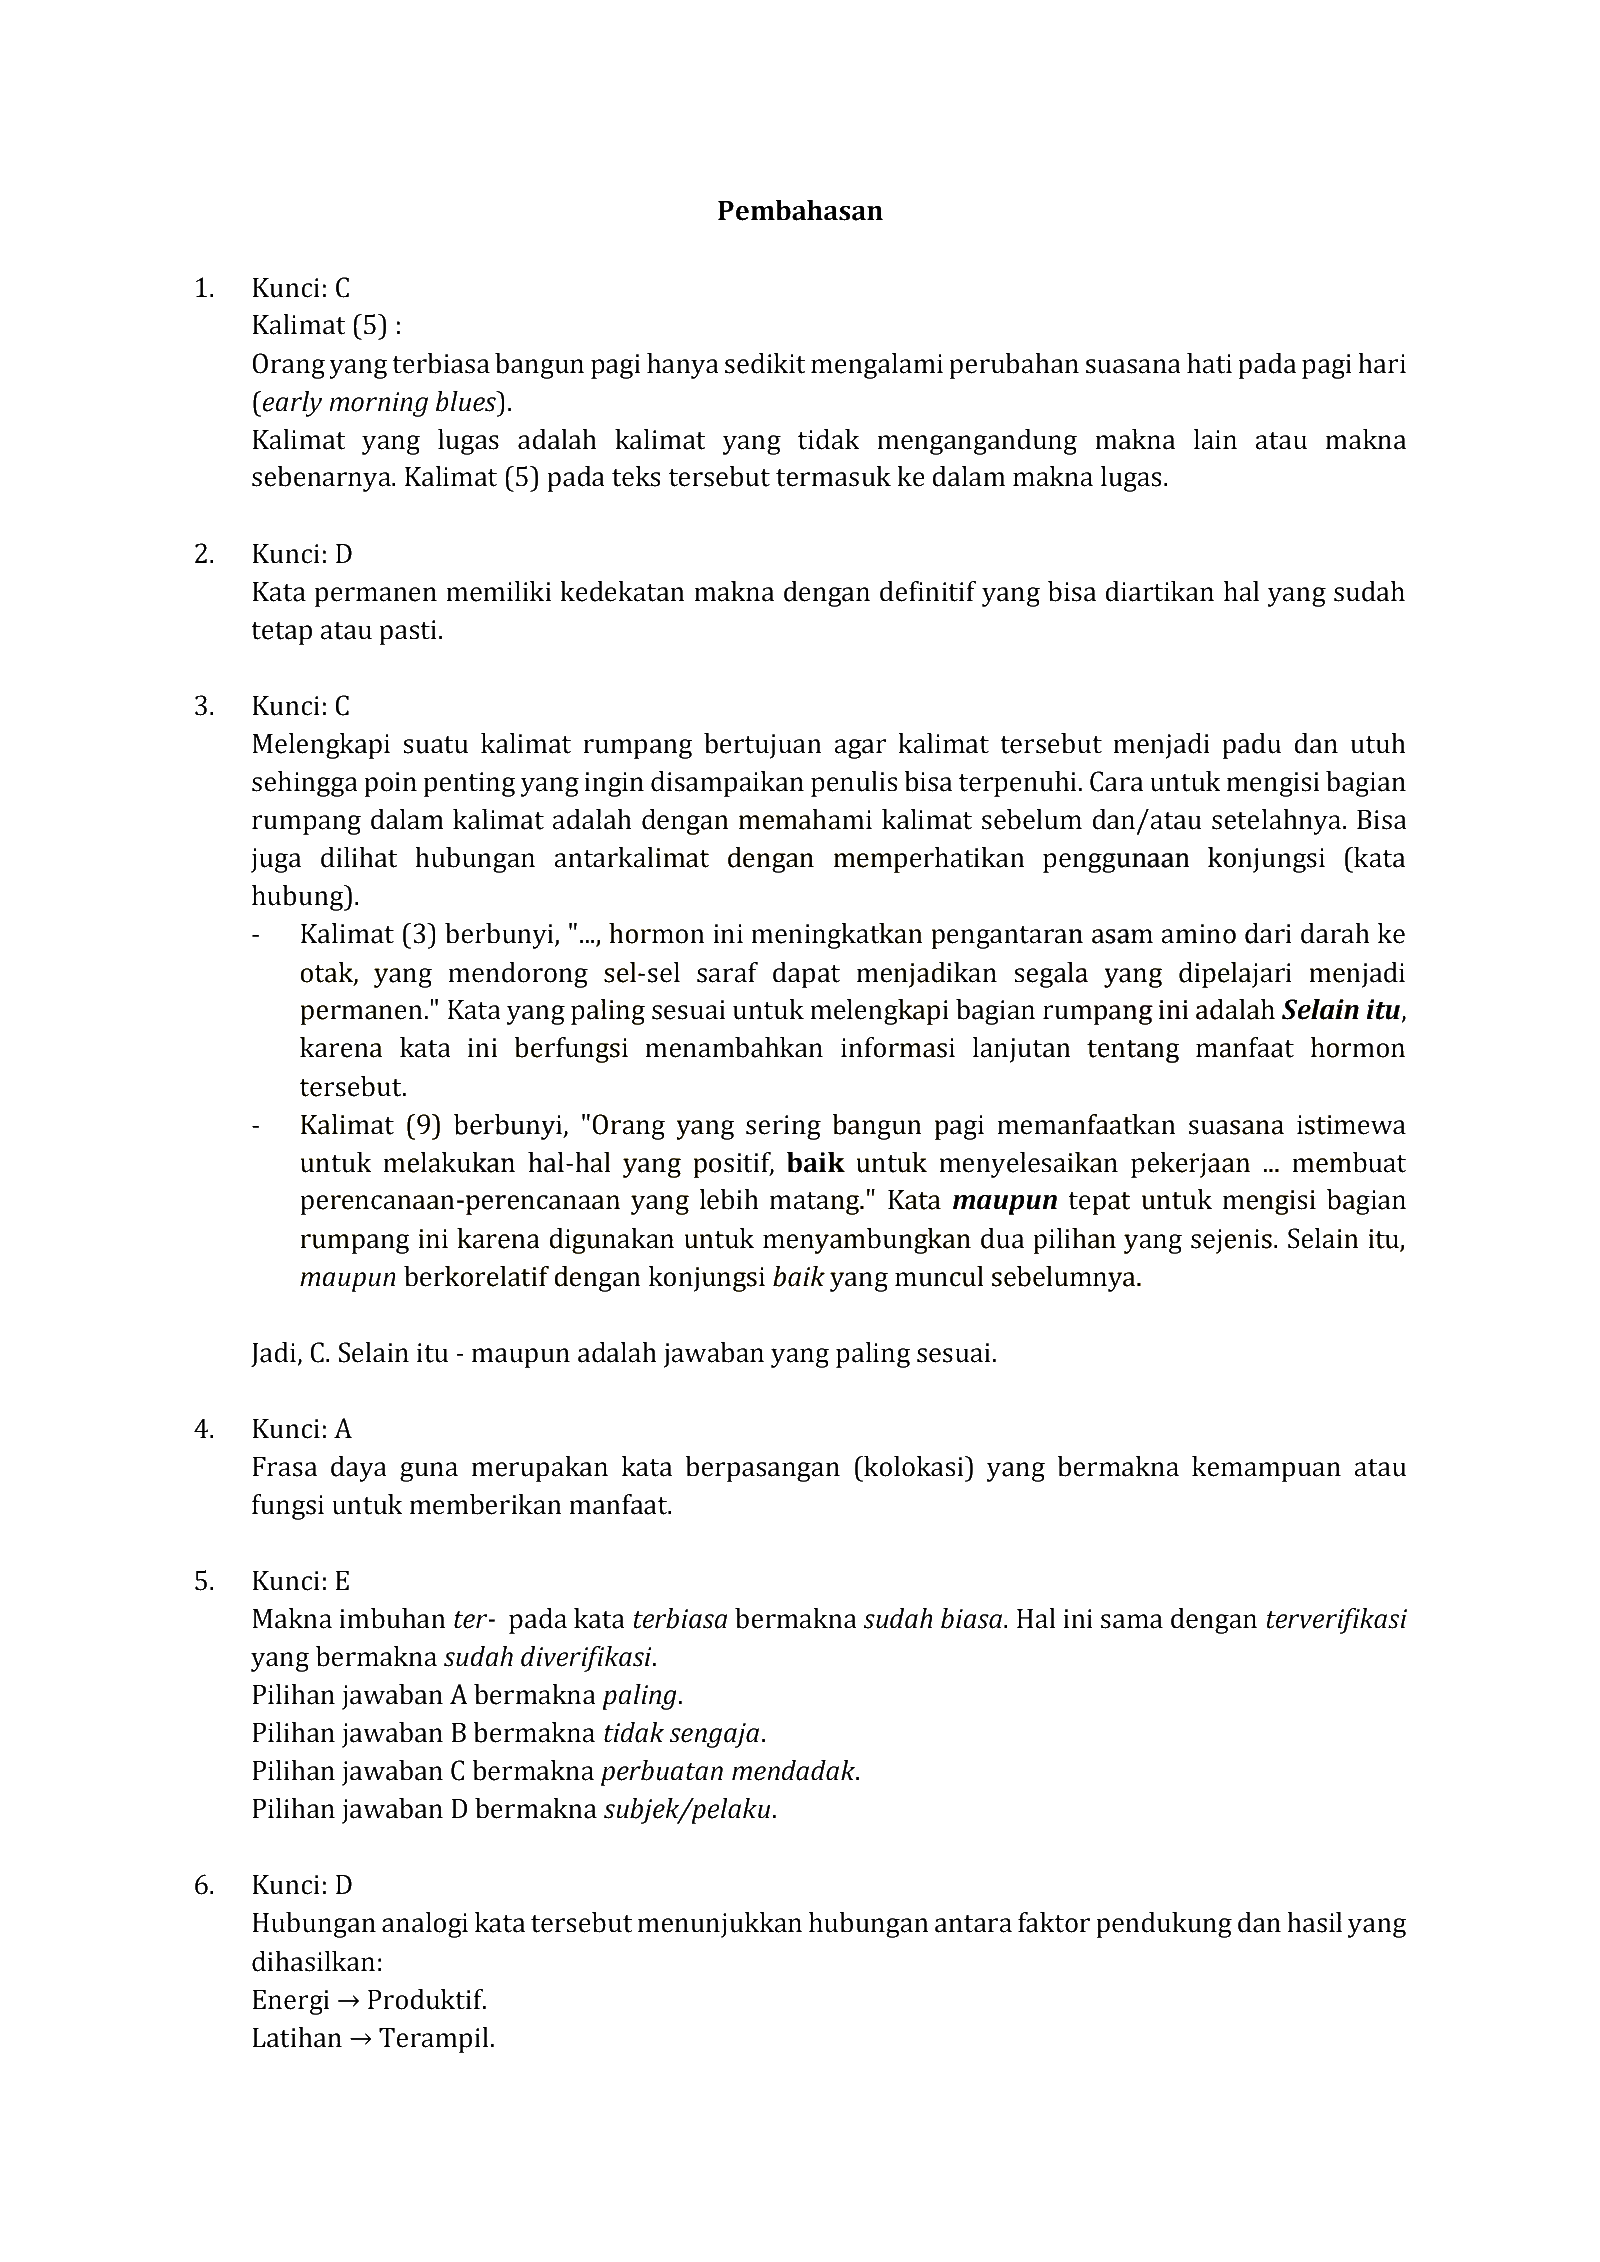 Pembahasan
1. Kunci: C
Kalimat (5) :
Orang yang terbiasa bangun pagi hanya sedikit mengalami perubahan suasana hati pada pagi hari
(early morning blues).
Kalimat yang lugas adalah kalimat yang tidak mengangandung makna lain atau makna
sebenarnya. Kalimat (5) pada teks tersebut termasuk ke dalam makna lugas.
2. Kunci: D
Kata permanen memiliki kedekatan makna dengan definitif yang bisa diartikan hal yang sudah
tetap atau pasti.
3. Kunci: C
Melengkapi suatu kalimat rumpang bertujuan agar kalimat tersebut menjadi padu dan utuh
sehingga poin penting yang ingin disampaikan penulis bisa terpenuhi. Cara untuk mengisi bagian
rumpang dalam kalimat adalah dengan memahami kalimat sebelum dan/atau setelahnya. Bisa
juga dilihat hubungan antarkalimat dengan memperhatikan penggunaan konjungsi (kata
hubung).
- Kalimat (3) berbunyi, "..., hormon ini meningkatkan pengantaran asam amino dari darah ke
otak, yang mendorong sel-sel saraf dapat menjadikan segala yang dipelajari menjadi
permanen." Kata yang paling sesuai untuk melengkapi bagian rumpang ini adalah Selain itu,
karena kata ini berfungsi menambahkan informasi lanjutan tentang manfaat hormon
tersebut.
- Kalimat (9) berbunyi, "Orang yang sering bangun pagi memanfaatkan suasana istimewa
untuk melakukan hal-hal yang positif, baik untuk menyelesaikan pekerjaan ... membuat
perencanaan-perencanaan yang lebih matang." Kata maupun tepat untuk mengisi bagian
rumpang ini karena digunakan untuk menyambungkan dua pilihan yang sejenis. Selain itu,
maupun berkorelatif dengan konjungsi baik yang muncul sebelumnya.
Jadi, C. Selain itu - maupun adalah jawaban yang paling sesuai.
4. Kunci: A
Frasa daya guna merupakan kata berpasangan (kolokasi) yang bermakna kemampuan atau
fungsi untuk memberikan manfaat.
5. Kunci: E
Makna imbuhan ter- pada kata terbiasa bermakna sudah biasa. Hal ini sama dengan terverifikasi
yang bermakna sudah diverifikasi.
Pilihan jawaban A bermakna paling.
Pilihan jawaban B bermakna tidak sengaja.
Pilihan jawaban C bermakna perbuatan mendadak.
Pilihan jawaban D bermakna subjek/pelaku.
6. Kunci: D
Hubungan analogi kata tersebut menunjukkan hubungan antara faktor pendukung dan hasil yang
dihasilkan:
Energi → Produktif.
Latihan → Terampil.